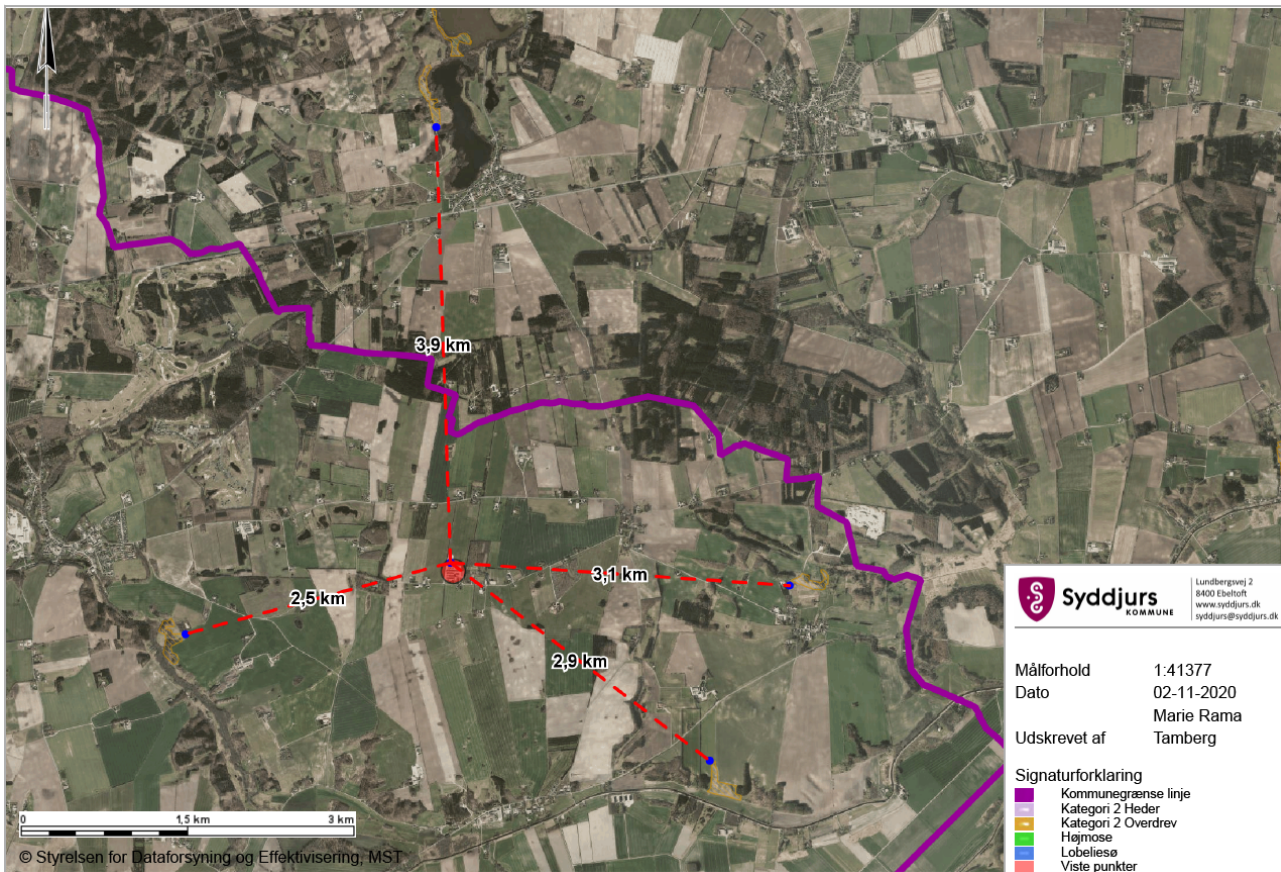 3,9 km
3,1 km
2,5 km
2,9 km
0 1,5 km 3 km
© Styrelsen for Dataforsyning og Effektivisering, MST
Syddjurs
KOMMUNE
Lundbergsvej 2
8400 Ebeltoft
www.syddjurs.dk
syddjurs@syddjurs.dk
Målforhold 1:41377
Dato 02-11-2020
Marie Rama
Udskrevet af Tamberg
Signaturforklaring
Kommunegrænse linje
Kategori 2 Heder
Kategori 2 Overdrev
Højmose
Lobeliesø
Viste punkter